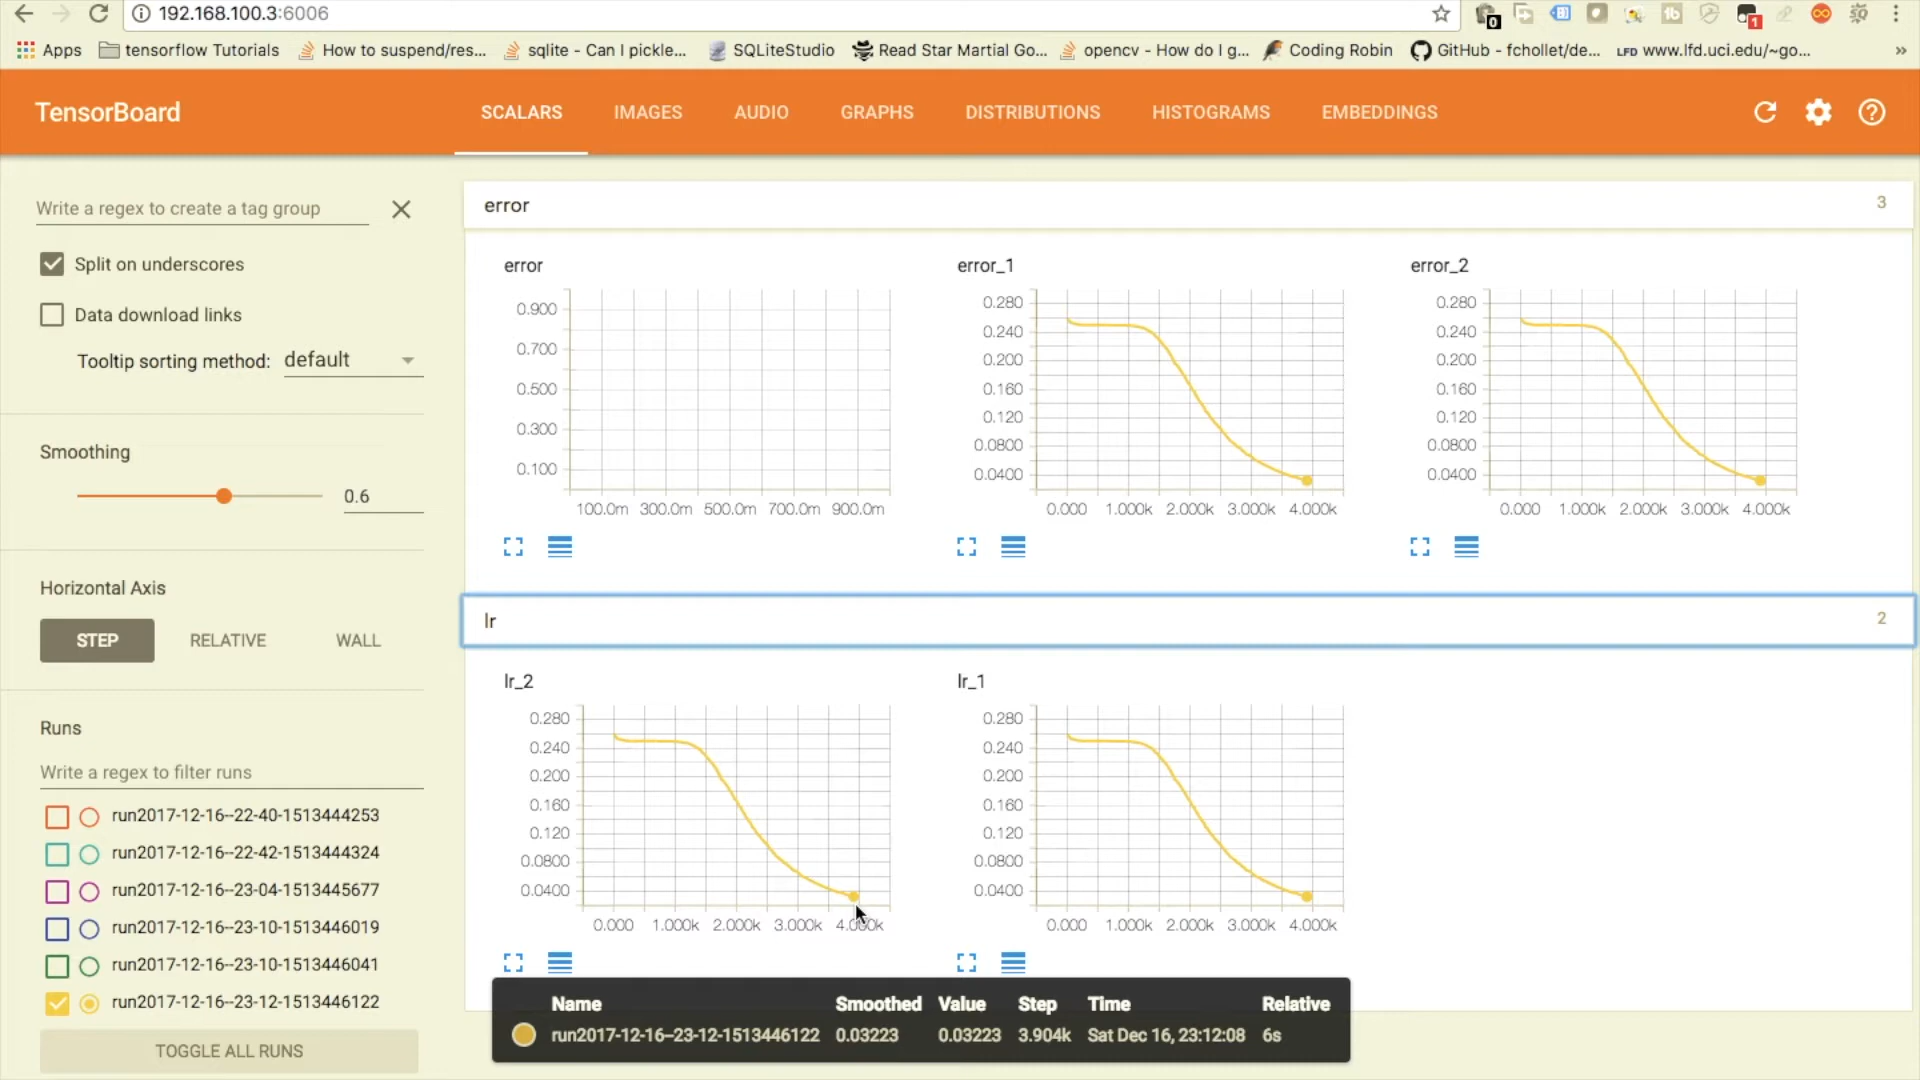 192.168.100.3:6006
0
1
Apps
tensorflow Tutorials
How to suspend/res...
sqlite - Can I pickle...
SQLiteStudio
Read Star Martial Go...
opencv - How do I g...
Coding Robin
GitHub - fchollet/de...
LFD www.lfd.uci.edu/~go...
»
TensorBoard
SCALARS
IMAGES
AUDIO
GRAPHS
DISTRIBUTIONS
HISTOGRAMS
EMBEDDINGS
Write a regex to create a tag group
Split on underscores
Data download links
Tooltip sorting method: default
Smoothing
0.6
Horizontal Axis
STEP
RELATIVE
WALL
Runs
Write a regex to filter runs
run2017-12-16--22-40-1513444253
run2017-12-16--22-42-1513444324
run2017-12-16--23-04-1513445677
run2017-12-16--23-10-1513446019
run2017-12-16--23-10-1513446041
run2017-12-16--23-12-1513446122
TOGGLE ALL RUNS
error
3
error
0.900
0.700
0.500
0.300
0.100
100.0m 300.0m 500.0m 700.0m 900.0m
error_1
0.280
0.240
0.200
0.160
0.120
0.0800
0.0400
0.000 1.000k 2.000k 3.000k 4.000k
error_2
0.280
0.240
0.200
0.160
0.120
0.0800
0.0400
0.000 1.000k 2.000k 3.000k 4.000k
lr
2
lr_2
0.280
0.240
0.200
0.160
0.120
0.0800
0.0400
0.000 1.000k 2.000k 3.000k 4.000k
lr_1
0.280
0.240
0.200
0.160
0.120
0.0800
0.0400
0.000 1.000k 2.000k 3.000k 4.000k
Name Smoothed Value Step Time Relative
run2017-12-16--23-12-1513446122 0.03223 0.03223 3.904k Sat Dec 16, 23:12:08 6s